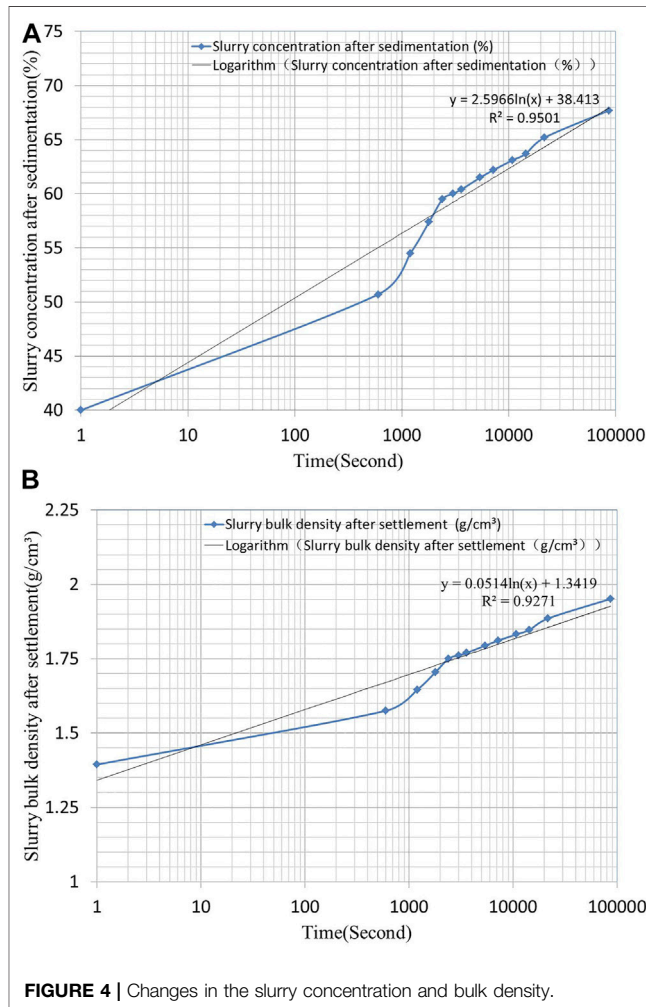 A
75
Slurry concentration after sedimentation (%)
Logarithm（Slurry concentration after sedimentation（%））
70
y = 2.5966ln(x) + 38.413
R² = 0.9501
65
60
55
50
45
40
Slurry concentration after sedimentation(%)
1 10 100 1000 10000 100000
Time(Second)
B
2.25
Slurry bulk density after settlement (g/cm³)
Logarithm（Slurry bulk density after settlement（g/cm³））
2
y = 0.0514ln(x) + 1.3419
R² = 0.9271
1.75
1.5
1.25
1
Slurry bulk density after settlement(g/cm³)
1 10 100 1000 10000 100000
Time(Second)
FIGURE 4 | Changes in the slurry concentration and bulk density.